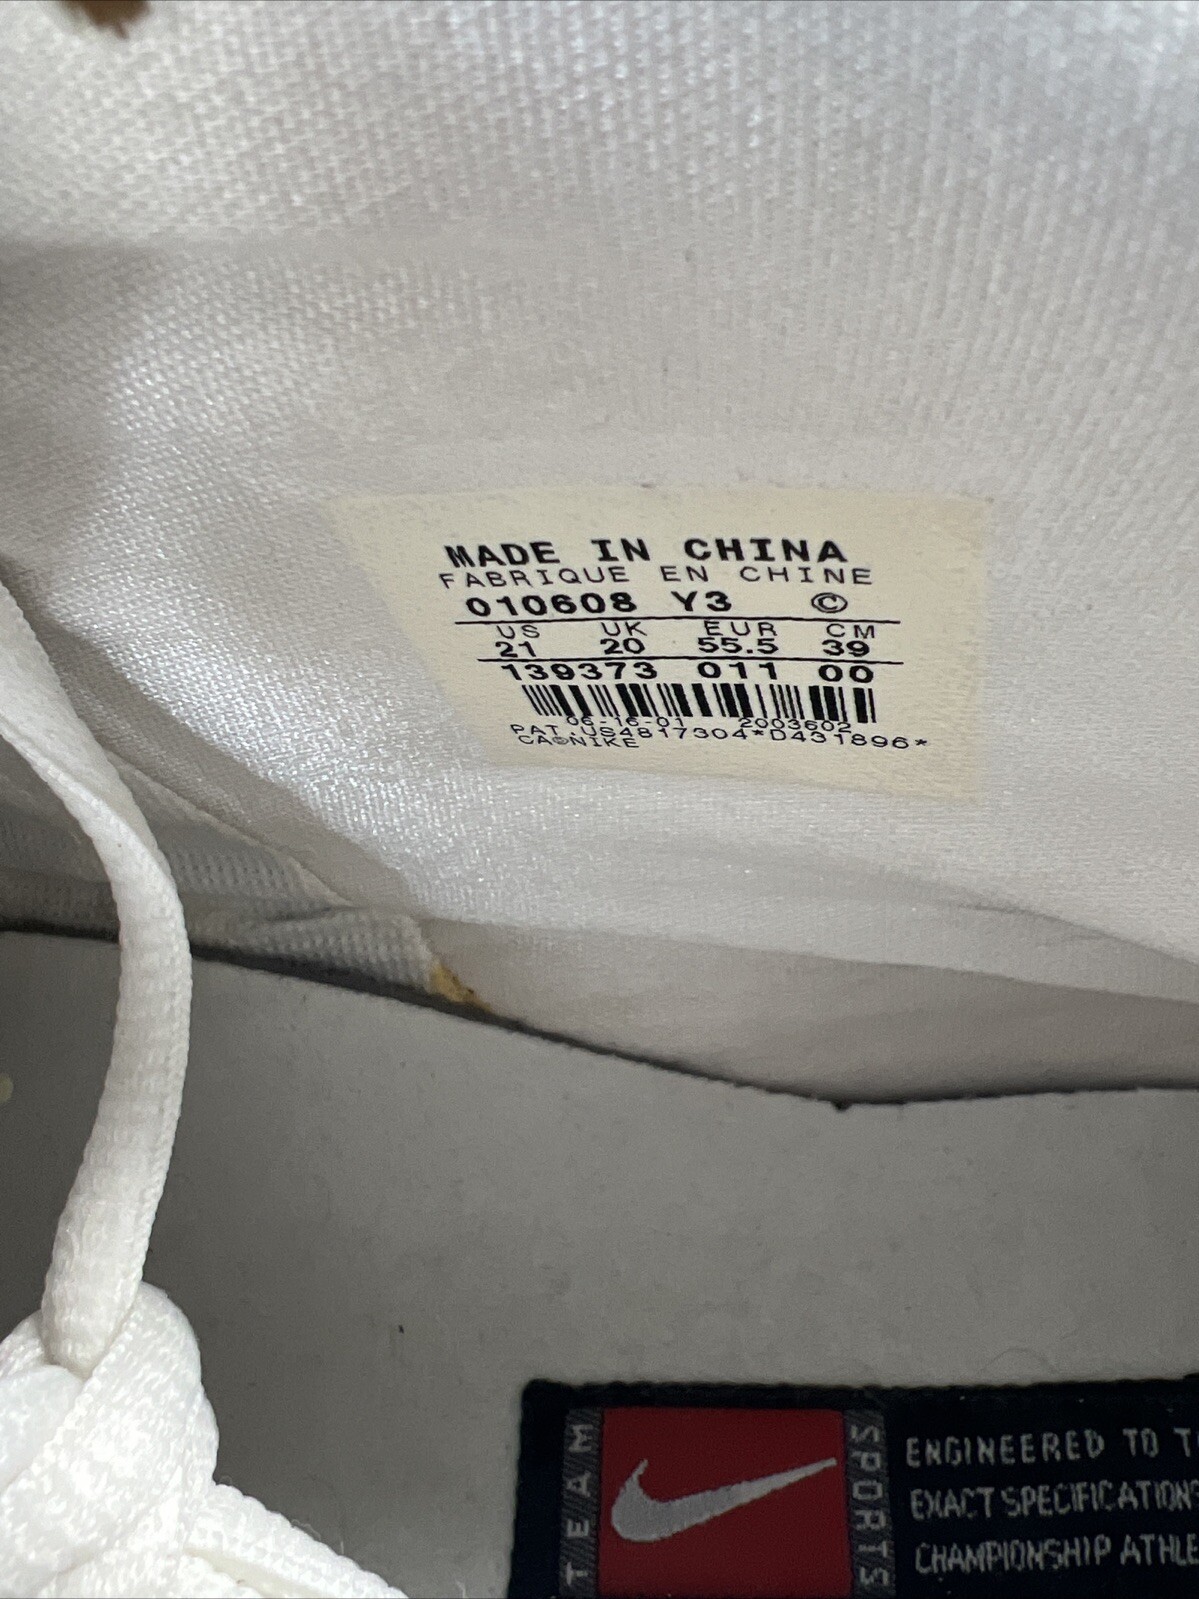 MADE IN CHINA
FABRIQUE EN CHINE
010608 Y3 ©
US UK EUR CM
21 20 55.5 39
139373 011 00
06-16-01 2003602
PAT.US4817304*D431896*
CA©NIKE
TEAM
SPORTS
ENGINEERED TO T
EXACT SPECIFICATIONS
CHAMPIONSHIP ATHLE